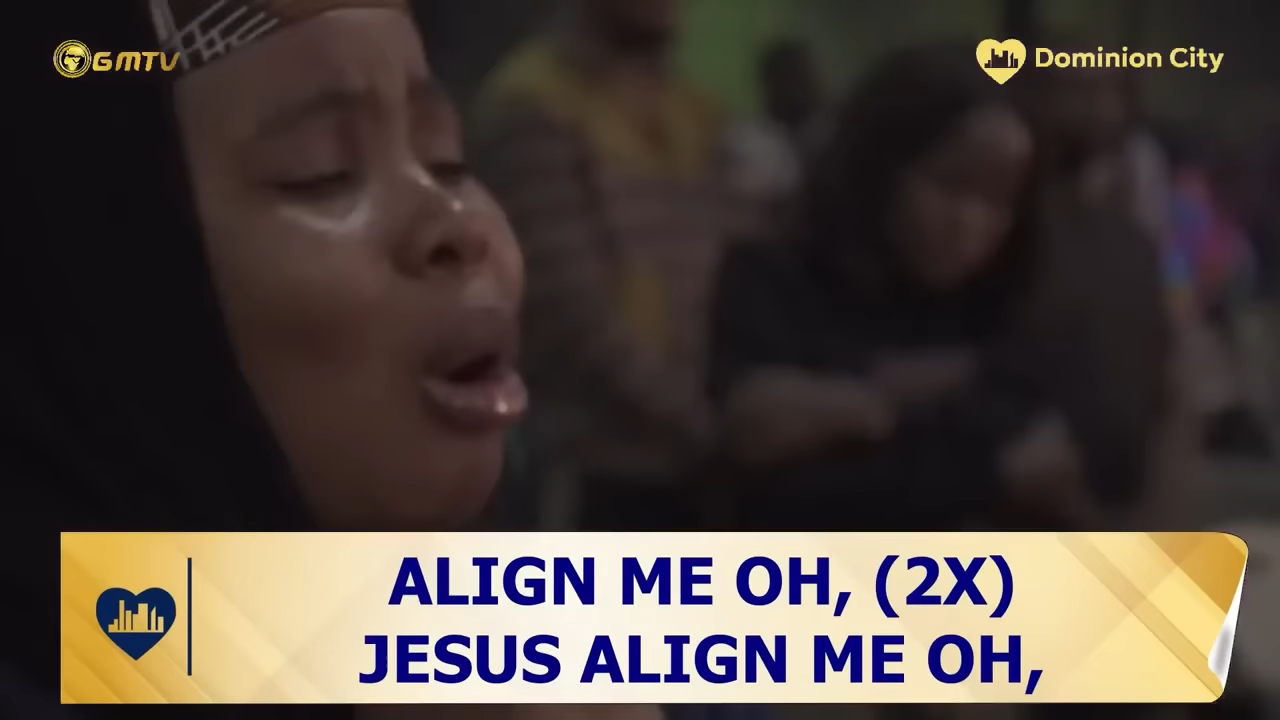 GMTV
Dominion City
ALIGN ME OH, (2X)
JESUS ALIGN ME OH,